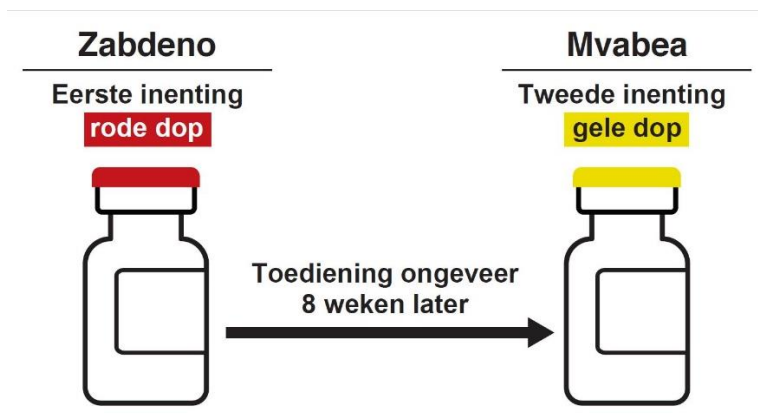 Zabdeno
Eerste inenting
rode dop
Mvabea
Tweede inenting
gele dop
Toediening ongeveer
8 weken later